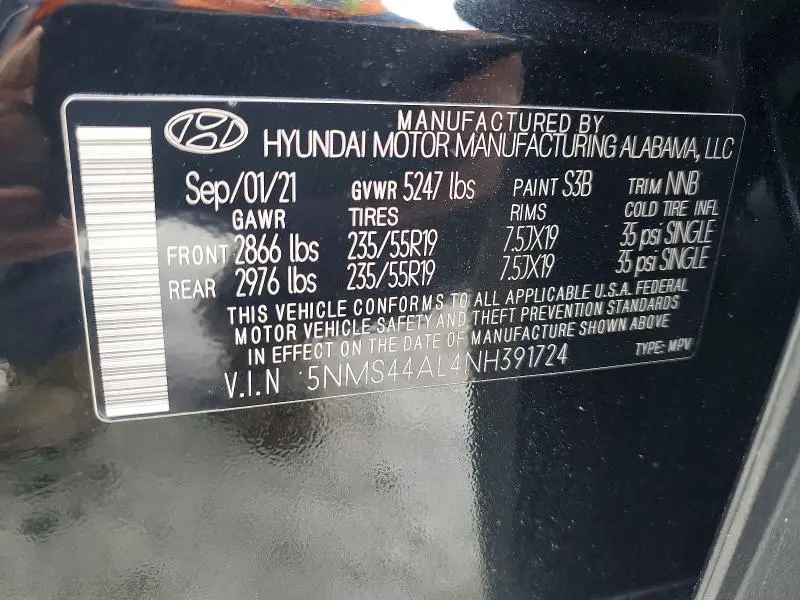 MANUFACTURED BY
HYUNDAI MOTOR MANUFACTURING ALABAMA, LLC
Sep/01/21 GVWR 5247 lbs PAINT S3B TRIM NNB
GAWR TIRES RIMS COLD TIRE INFL
FRONT 2866 lbs 235/55R19 7.5JX19 35 psi SINGLE
REAR 2976 lbs 235/55R19 7.5JX19 35 psi SINGLE
THIS VEHICLE CONFORMS TO ALL APPLICABLE U.S.A. FEDERAL
MOTOR VEHICLE SAFETY AND THEFT PREVENTION STANDARDS
IN EFFECT ON THE DATE OF MANUFACTURE SHOWN ABOVE
V.I.N 5NMS44AL4NH391724 TYPE: MPV